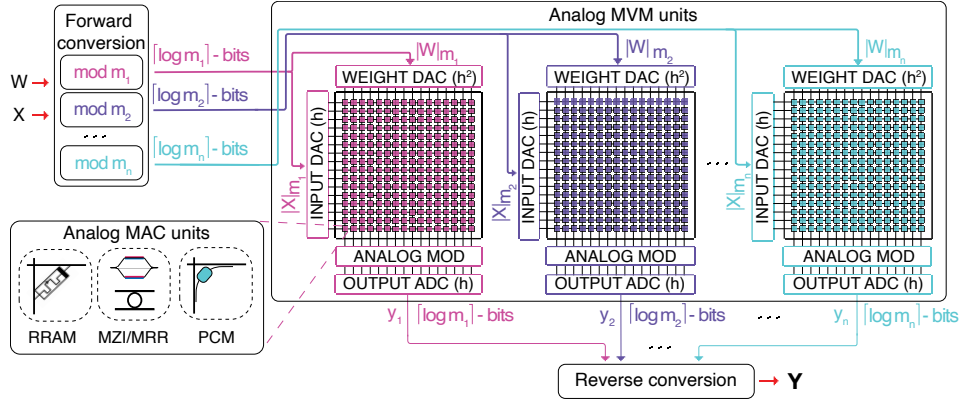 Forward
conversion
mod m1
mod m2
...
mod mn
W
X
⌈log m1⌉ - bits
⌈log m2⌉ - bits
⌈log mn⌉ - bits
Analog MVM units
|W|m1
WEIGHT DAC (h²)
|X|m1
INPUT DAC (h)
ANALOG MOD
OUTPUT ADC (h)
|W|m2
WEIGHT DAC (h²)
|X|m2
INPUT DAC (h)
ANALOG MOD
OUTPUT ADC (h)
...
|W|mn
WEIGHT DAC (h²)
|X|mn
INPUT DAC (h)
ANALOG MOD
OUTPUT ADC (h)
...
Analog MAC units
RRAM
MZI/MRR
PCM
y1 ⌈log m1⌉ - bits
y2 ⌈log m2⌉ - bits
...
yn ⌈log mn⌉ - bits
...
Reverse conversion
Y